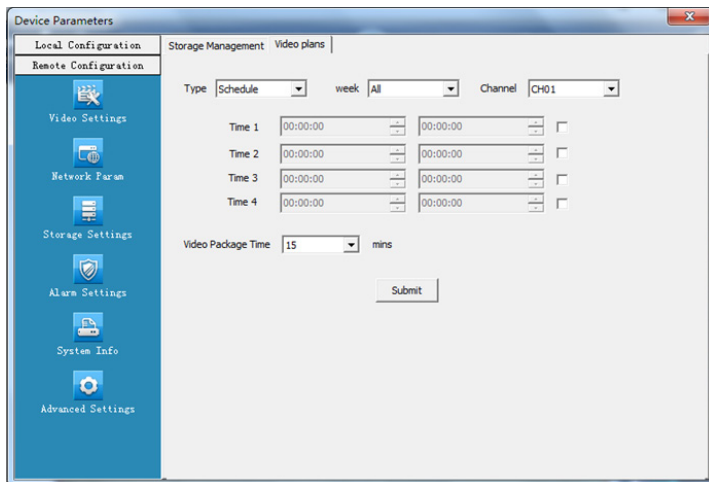 Device Parameters
Local Configuration
Remote Configuration
Video Settings
Network Param
Storage Settings
Alarm Settings
System Info
Advanced Settings
Storage Management Video plans
Type Schedule week All Channel CH01
Time 1 00:00:00 00:00:00
Time 2 00:00:00 00:00:00
Time 3 00:00:00 00:00:00
Time 4 00:00:00 00:00:00
Video Package Time 15 mins
Submit